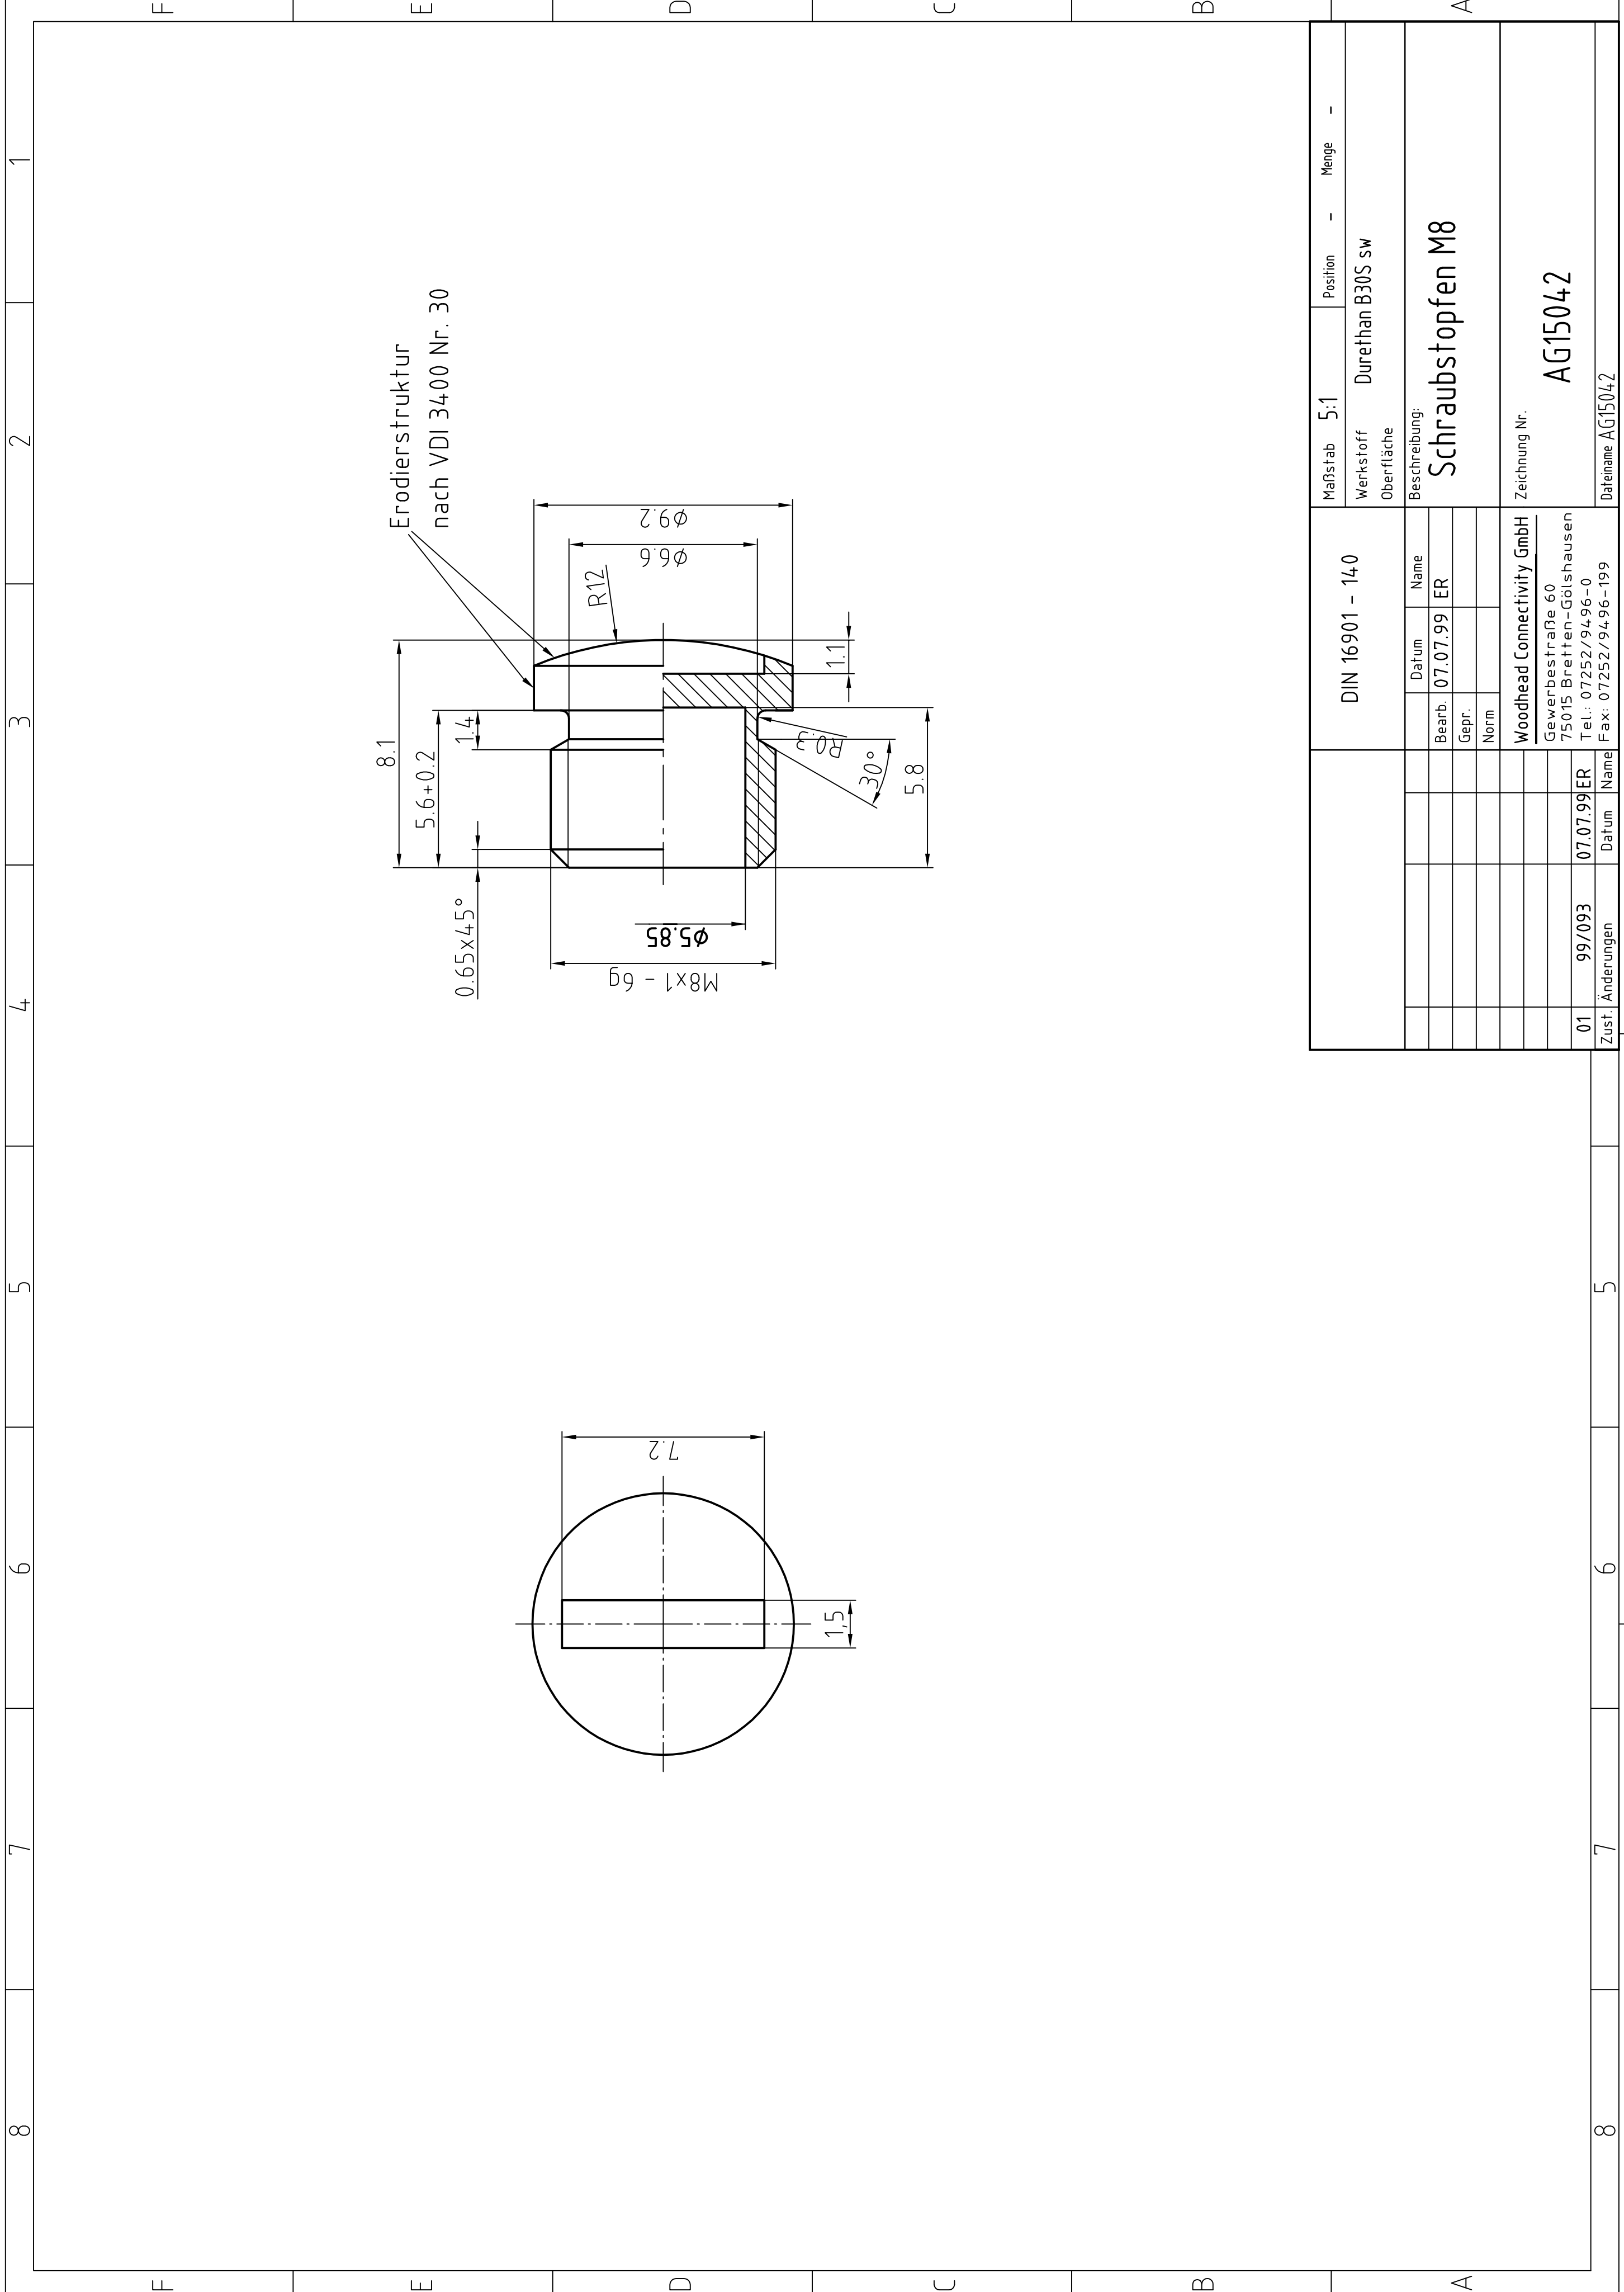 8
7
6
5
4
3
2
1
F
E
D
C
B
A
F
E
D
C
B
A
8
7
6
5
7.2
1,5
Erodierstruktur
nach VDI 3400 Nr. 30
8.1
5.6+0.2
1.4
0.65x45°
R12
Ø9.2
Ø6.6
Ø5.85
M8x1 - 6g
1.1
R0.3
30°
5.8
DIN 16901 - 140
Maßstab 5:1
Position -
Menge -
Werkstoff Durethan B30S sw
Oberfläche
Datum Name
Bearb. 07.07.99 ER
Gepr.
Norm
Beschreibung:
Schraubstopfen M8
Woodhead Connectivity GmbH
Gewerbestraße 60
75015 Bretten-Gölshausen
Tel.: 07252/9496-0
Fax: 07252/9496-199
Zeichnung Nr.
AG15042
01 99/093 07.07.99 ER
Zust. Änderungen Datum Name
Dateiname AG15042